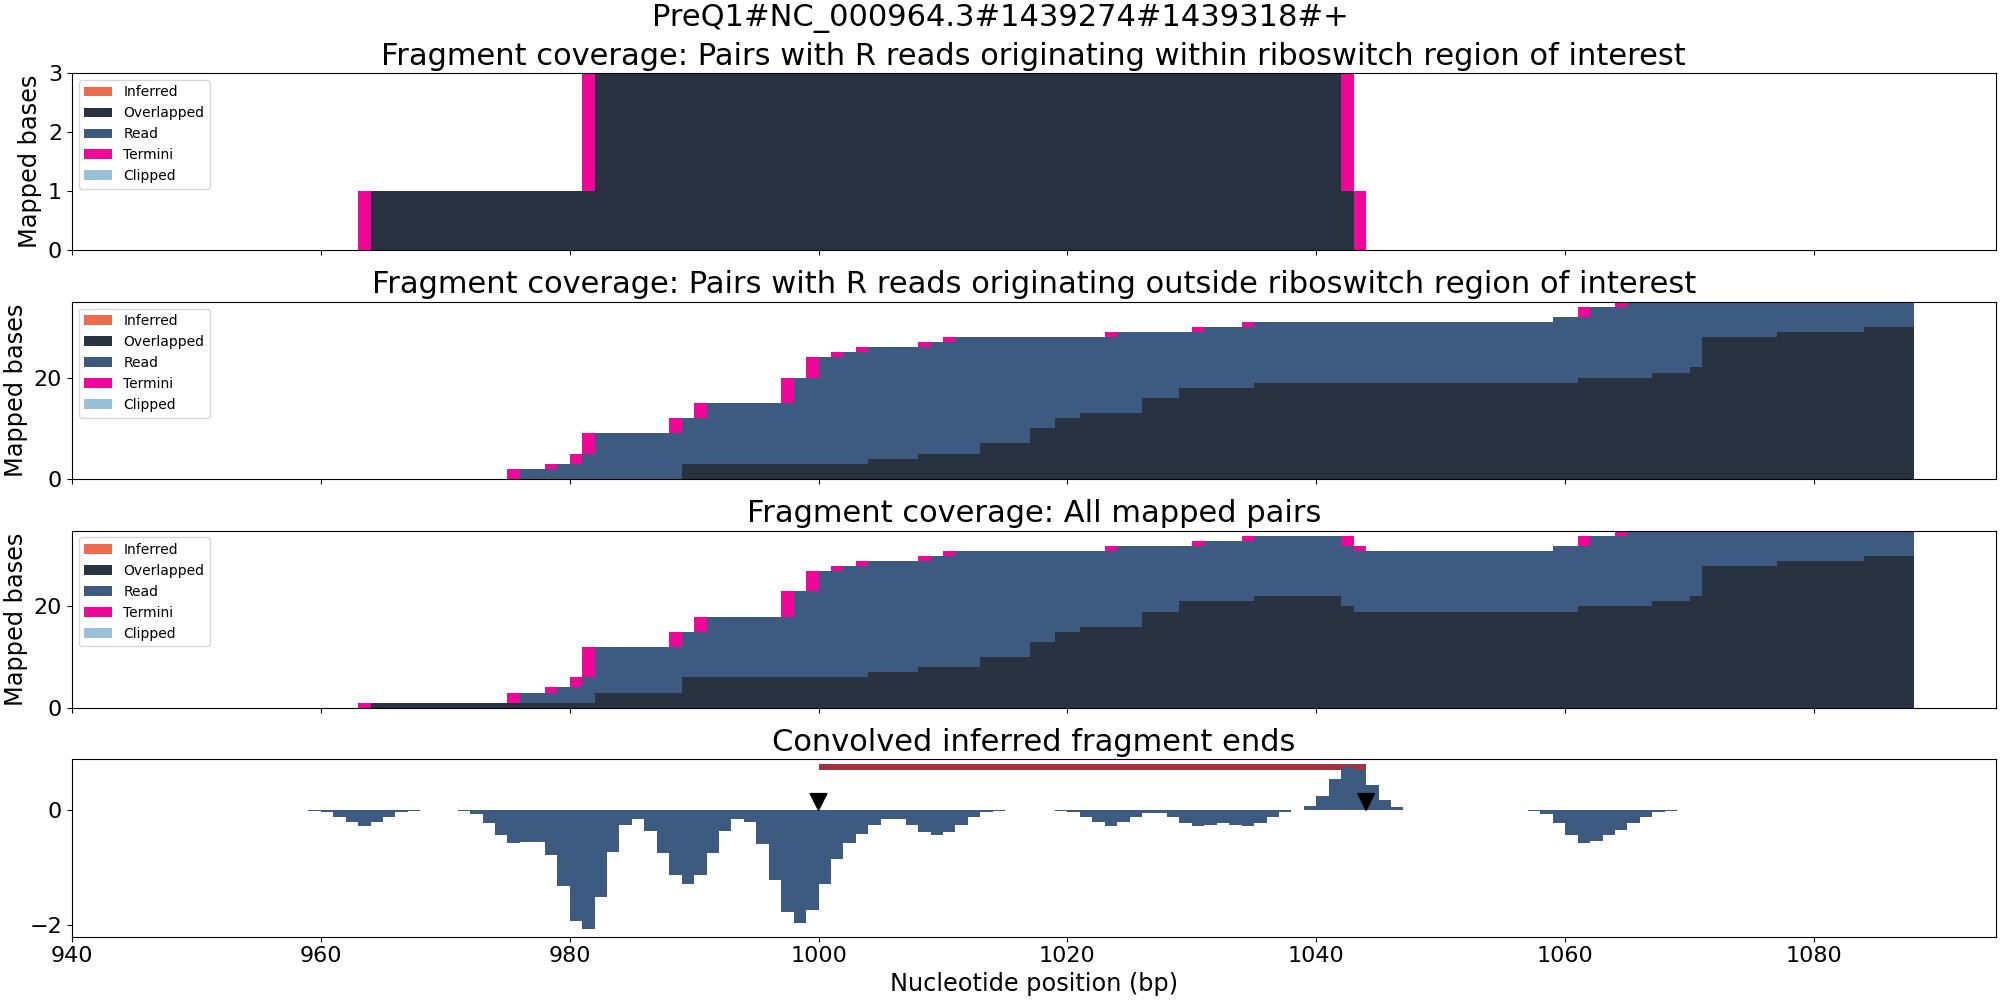 PreQ1#NC_000964.3#1439274#1439318#+
Fragment coverage: Pairs with R reads originating within riboswitch region of interest
Mapped bases
3
2
1
0
Inferred
Overlapped
Read
Termini
Clipped
Fragment coverage: Pairs with R reads originating outside riboswitch region of interest
Mapped bases
20
0
Inferred
Overlapped
Read
Termini
Clipped
Fragment coverage: All mapped pairs
Mapped bases
20
0
Inferred
Overlapped
Read
Termini
Clipped
Convolved inferred fragment ends
0
−2
940 960 980 1000 1020 1040 1060 1080
Nucleotide position (bp)